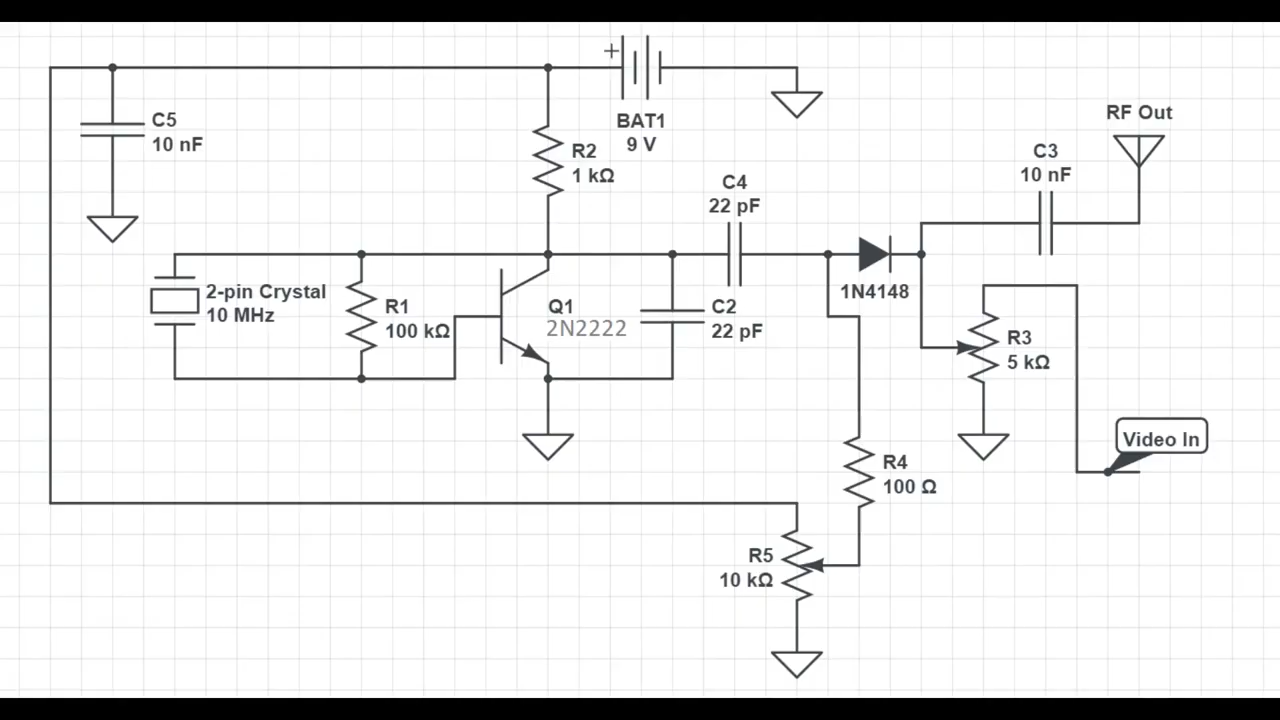 +
BAT1
9 V
C5
10 nF
R2
1 kΩ
RF Out
C3
10 nF
C4
22 pF
2-pin Crystal
10 MHz
R1
100 kΩ
Q1
2N2222
C2
22 pF
1N4148
R3
5 kΩ
Video In
R4
100 Ω
R5
10 kΩ